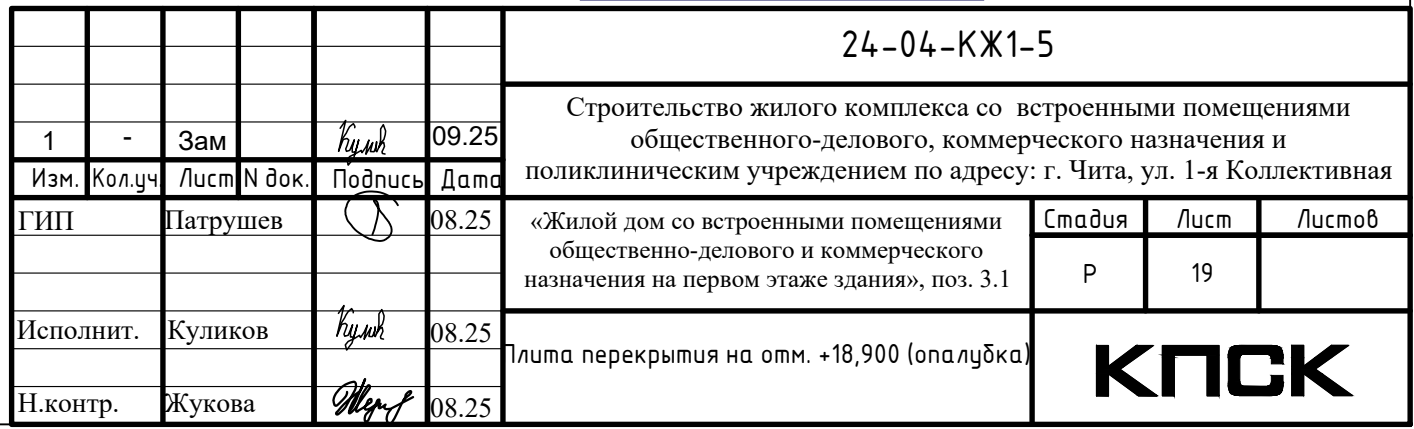 24-04-КЖ1-5
Строительство жилого комплекса со встроенными помещениями
общественного-делового, коммерческого назначения и
поликлиническим учреждением по адресу: г. Чита, ул. 1-я Коллективная
1 - Зам Кулик 09.25
Изм. Кол.уч. Лист N док. Подпись Дата
ГИП Патрушев 08.25
«Жилой дом со встроенными помещениями
общественно-делового и коммерческого
назначения на первом этаже здания», поз. 3.1
Стадия Лист Листов
Р 19
Исполнит. Куликов Кулик 08.25
Н.контр. Жукова 08.25
Плита перекрытия на отм. +18,900 (опалубка)
КПСК